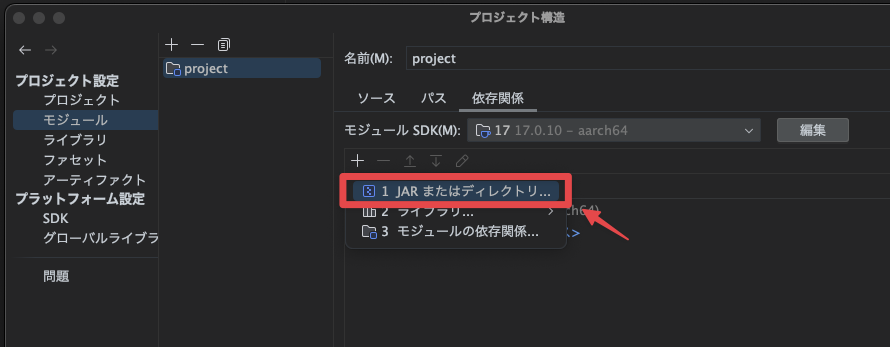 プロジェクト構造
プロジェクト設定
プロジェクト
モジュール
ライブラリ
ファセット
アーティファクト
プラットフォーム設定
SDK
グローバルライブラ
問題
project
名前(M): project
ソース パス 依存関係
モジュール SDK(M): 17 17.0.10 – aarch64 編集
1 JAR またはディレクトリ...
2 ライブラリ... ch64)
3 モジュールの依存関係...